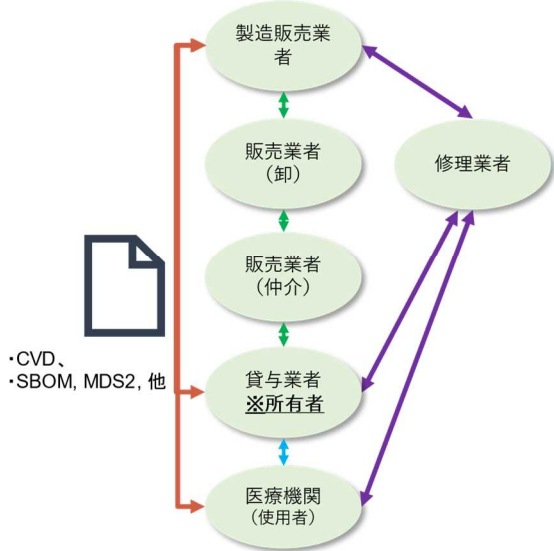 製造販売業
者
販売業者
（卸）
修理業者
販売業者
（仲介）
・CVD、
・SBOM, MDS2, 他
貸与業者
※所有者
医療機関
（使用者）